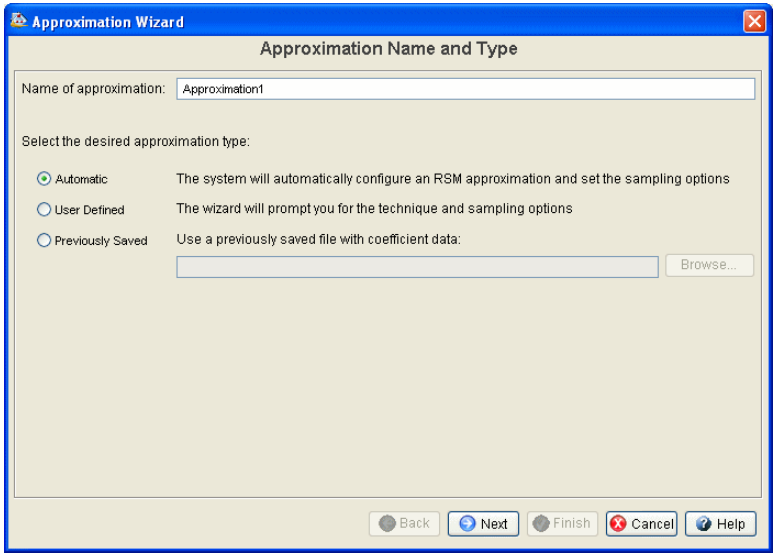 Approximation Wizard
Approximation Name and Type
Name of approximation: Approximation1
Select the desired approximation type:
Automatic The system will automatically configure an RSM approximation and set the sampling options
User Defined The wizard will prompt you for the technique and sampling options
Previously Saved Use a previously saved file with coefficient data:
Browse...
Back Next Finish Cancel Help